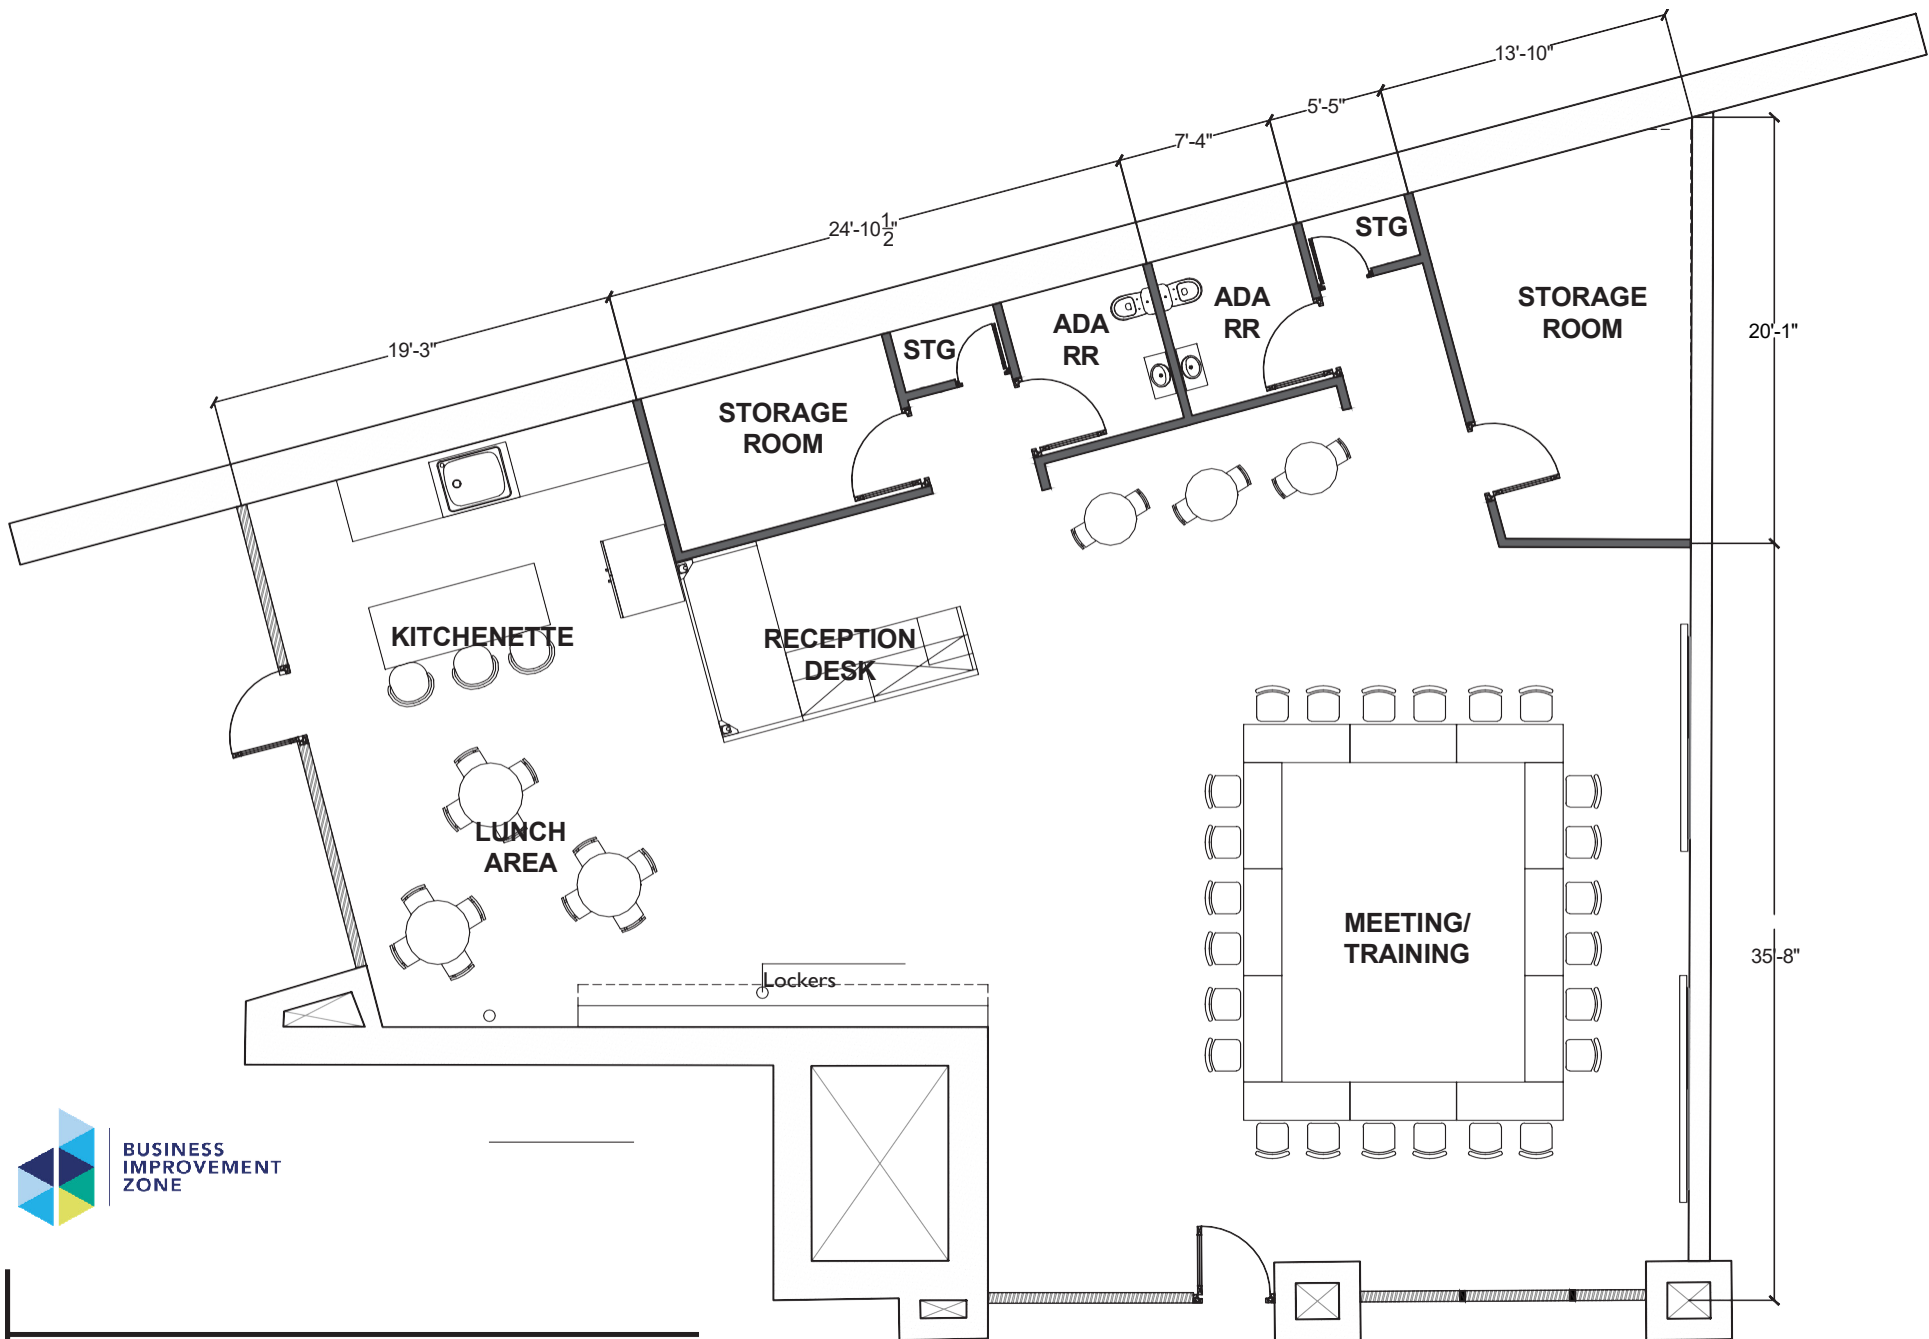 13'-10"
5'-5"
7'-4"
24'-10 1/2"
19'-3"
STG
STORAGE
ROOM
20'-1"
ADA
RR
ADA
RR
STG
STORAGE
ROOM
KITCHENETTE
RECEPTION
DESK
LUNCH
AREA
MEETING/
TRAINING
35'-8"
Lockers
BUSINESS
IMPROVEMENT
ZONE